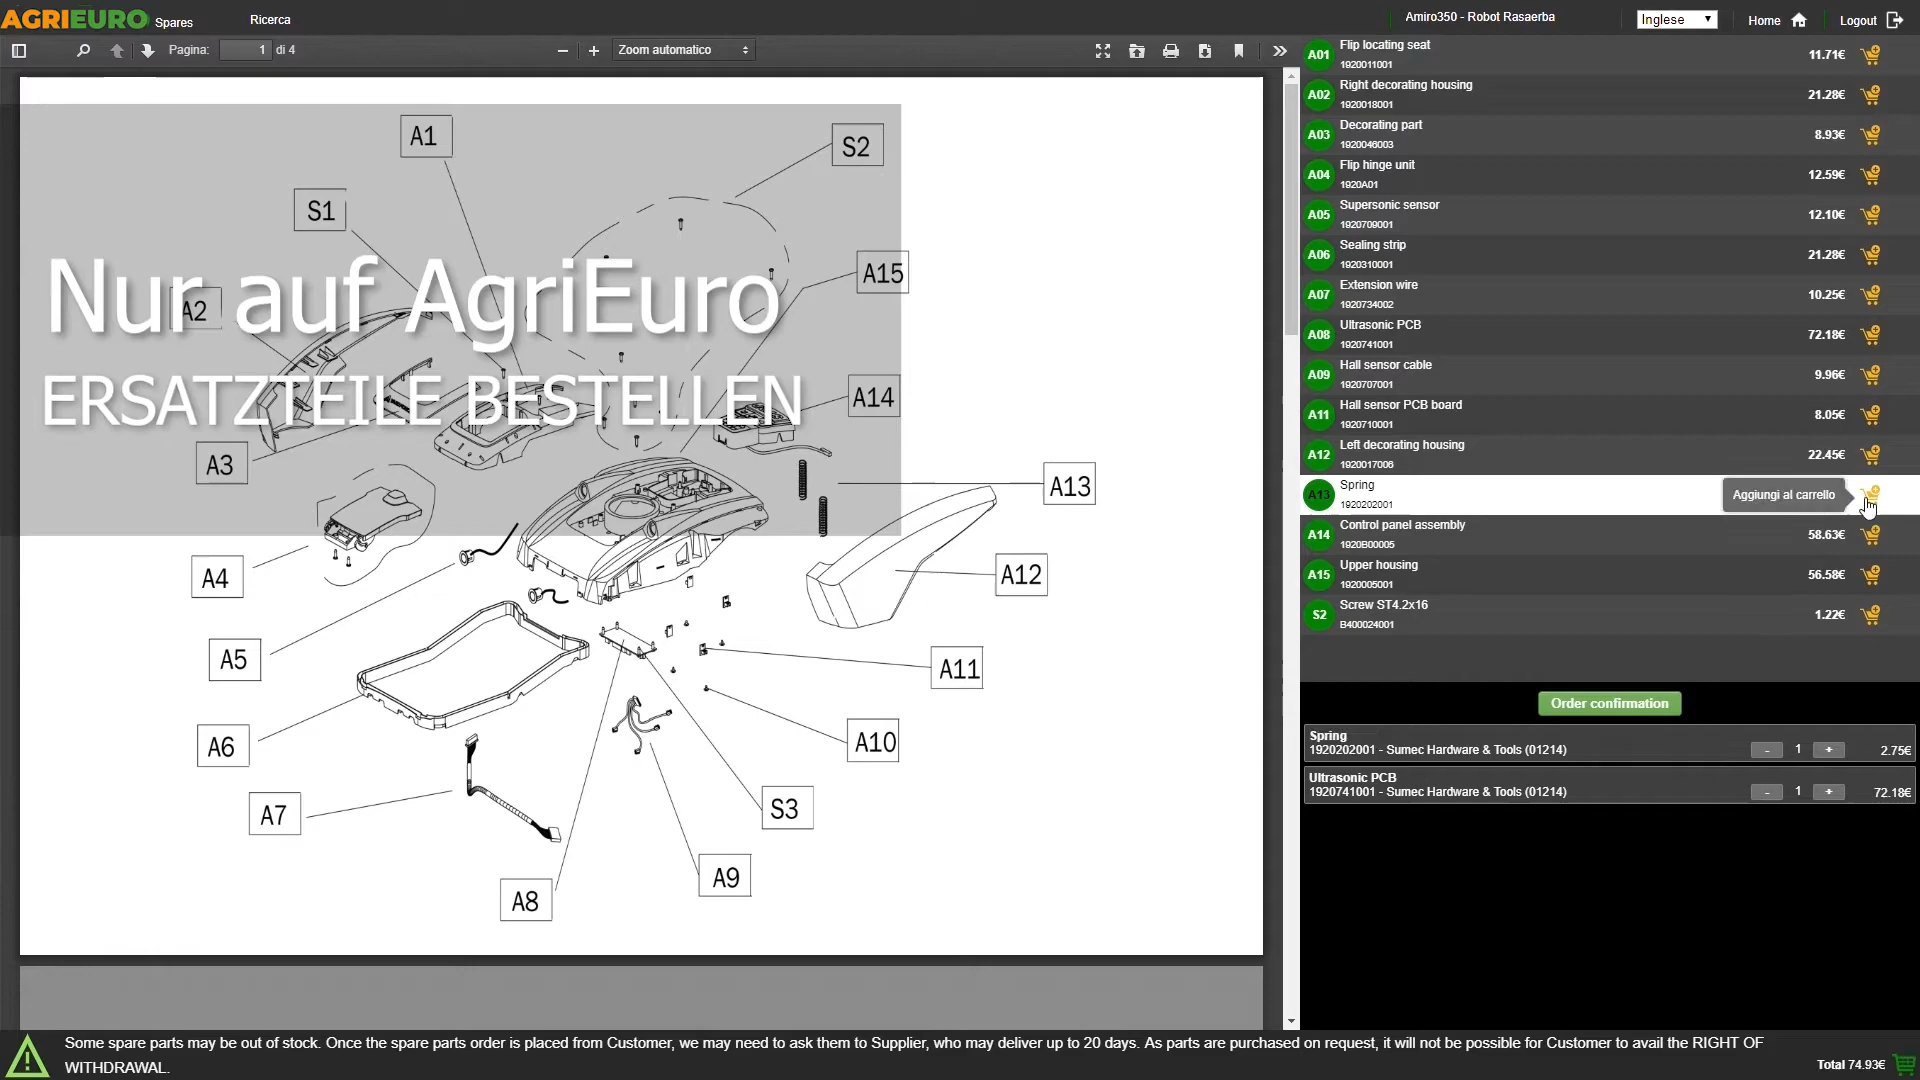 AGRIEURO Spares
Ricerca
Amiro350 - Robot Rasaerba
Inglese
Home
Logout
Pagina: 1 di 4
Zoom automatico
A1
S2
S1
A15
A2
Nur auf AgriEuro
ERSATZTEILE BESTELLEN
A14
A3
A13
A4
A12
A5
A11
A6
A10
A7
S3
A9
A8
A01 Flip locating seat
1920011001
11.71€
A02 Right decorating housing
1920018001
21.28€
A03 Decorating part
1920046003
8.93€
A04 Flip hinge unit
1920A01
12.59€
A05 Supersonic sensor
1920709001
12.10€
A06 Sealing strip
1920310001
21.28€
A07 Extension wire
1920734002
10.25€
A08 Ultrasonic PCB
1920741001
72.18€
A09 Hall sensor cable
1920707001
9.96€
A11 Hall sensor PCB board
1920710001
8.05€
A12 Left decorating housing
1920017006
22.45€
A13 Spring
1920202001
Aggiungi al carrello
A14 Control panel assembly
1920B00005
58.63€
A15 Upper housing
1920005001
56.58€
S2 Screw ST4.2x16
B400024001
1.22€
Order confirmation
Spring
1920202001 - Sumec Hardware & Tools (01214) - 1 + 2.75€
Ultrasonic PCB
1920741001 - Sumec Hardware & Tools (01214) - 1 + 72.18€
Some spare parts may be out of stock. Once the spare parts order is placed from Customer, we may need to ask them to Supplier, who may deliver up to 20 days. As parts are purchased on request, it will not be possible for Customer to avail the RIGHT OF
WITHDRAWAL.
Total 74.93€